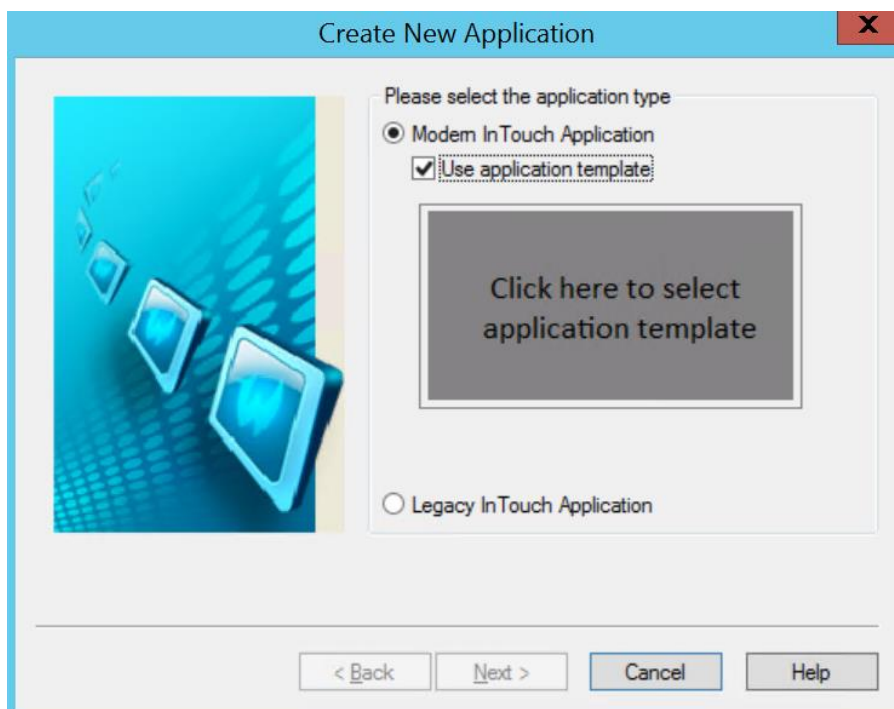 Create New Application
X
Please select the application type
Modern InTouch Application
Use application template
Click here to select
application template
Legacy InTouch Application
< Back
Next >
Cancel
Help